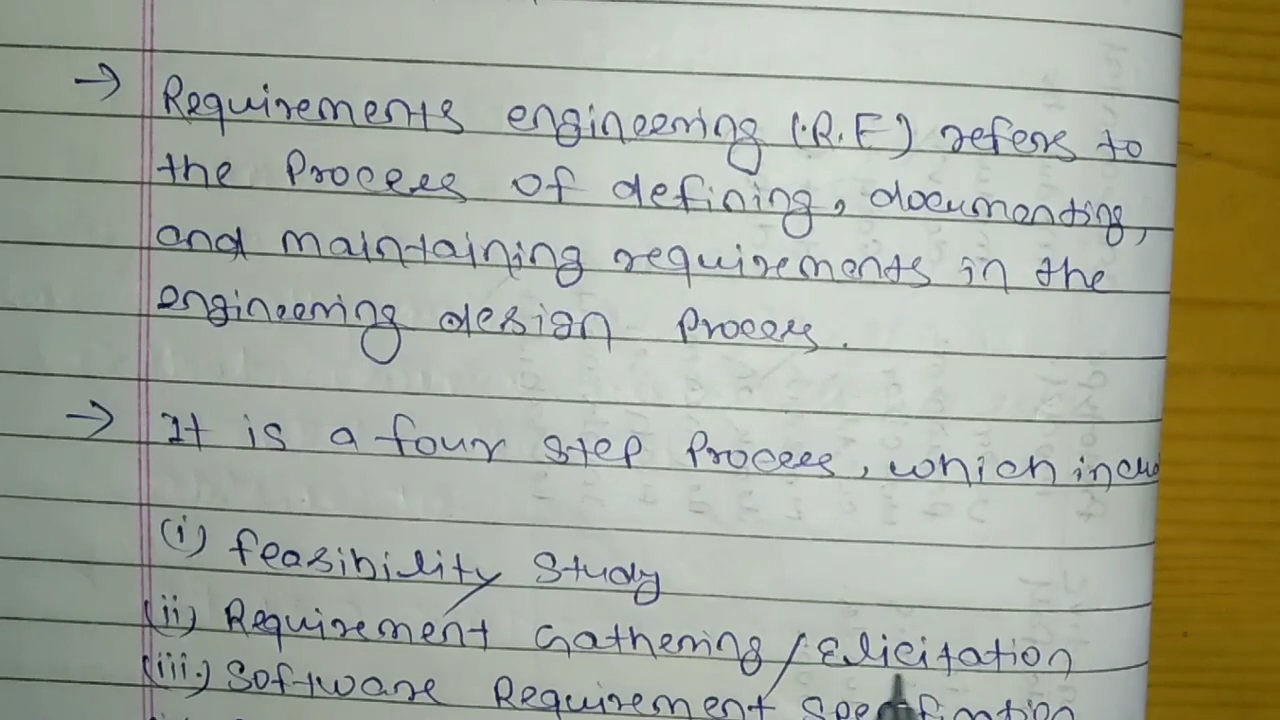 → Requirements engineering (R.E) refers to
the Process of defining, documenting,
and maintaining requirements in the
engineering design process.
→ It is a four step Process, which inclu
(i) feasibility Study
(ii) Requirement Gathering / Elicitation
(iii) Software Requirement